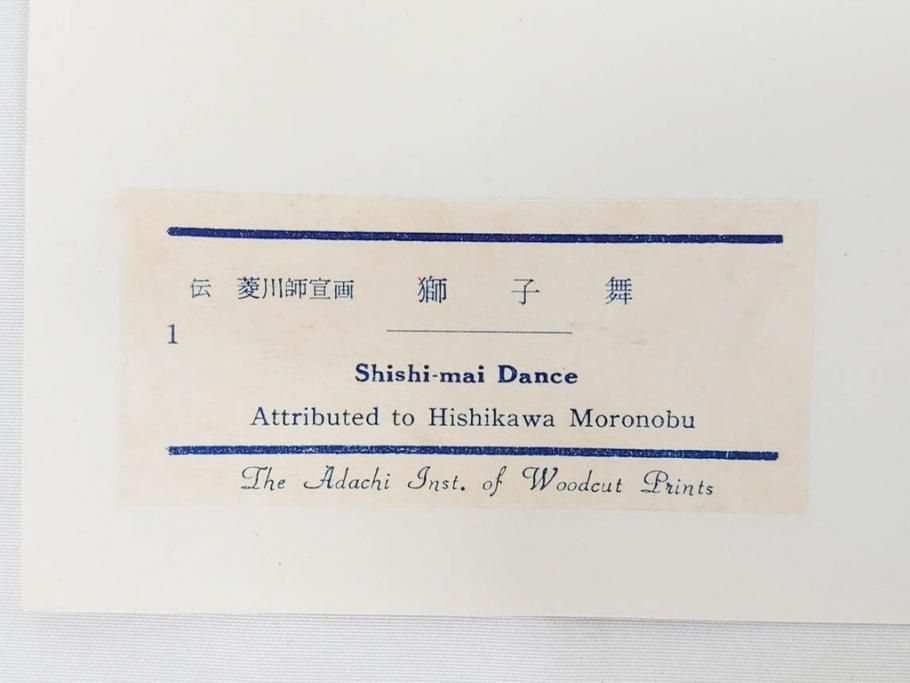 伝 菱川師宣画 獅子舞
1
Shishi-mai Dance
Attributed to Hishikawa Moronobu
The Adachi Inst. of Woodcut Prints